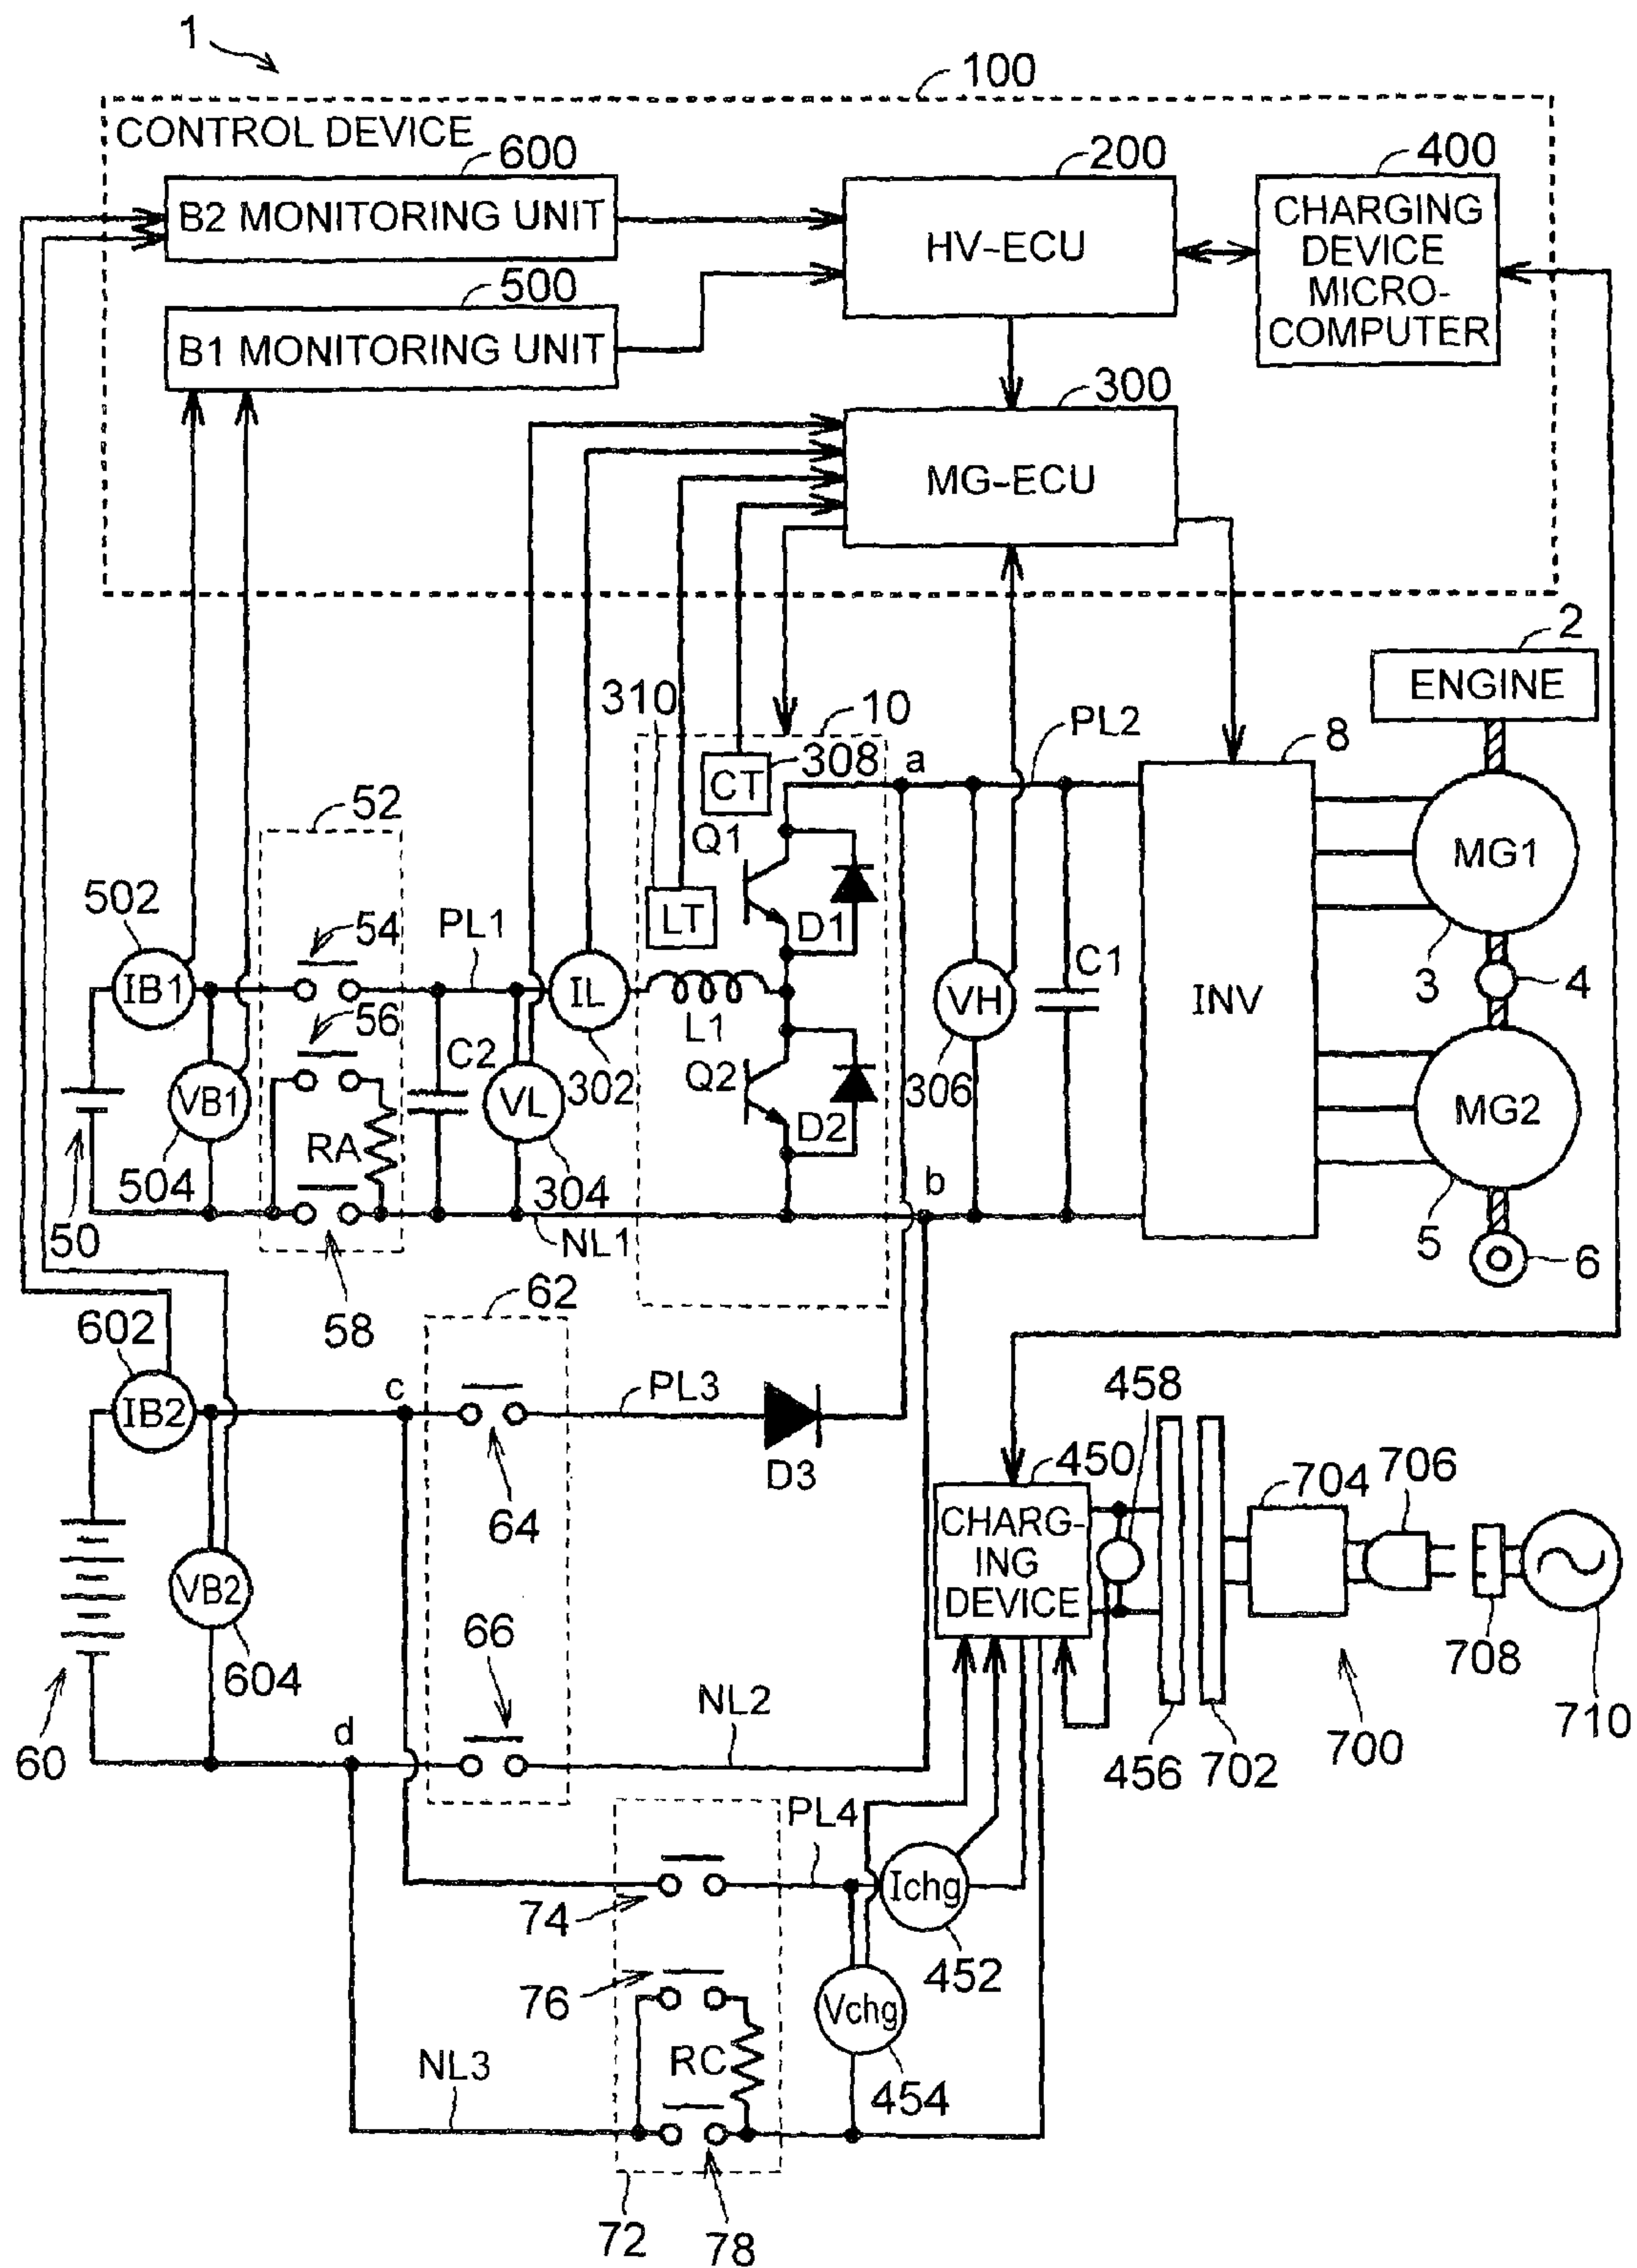 1
100
CONTROL DEVICE
600
200
400
B2 MONITORING UNIT
HV-ECU
CHARGING
DEVICE
MICRO-
COMPUTER
500
B1 MONITORING UNIT
300
MG-ECU
2
ENGINE
310
10
PL2
8
CT
308
a
52
Q1
MG1
502
54
PL1
LT
D1
C1
3
4
IB1
56
IL
L1
VH
INV
C2
302
Q2
306
VB1
VL
D2
MG2
RA
504
304
b
50
NL1
5
6
58
62
602
c
PL3
458
IB2
D3
450
706
704
64
CHARG-
ING
DEVICE
VB2
66
604
708
NL2
710
60
d
456
702
700
PL4
74
Ichg
452
76
Vchg
RC
NL3
454
72
78